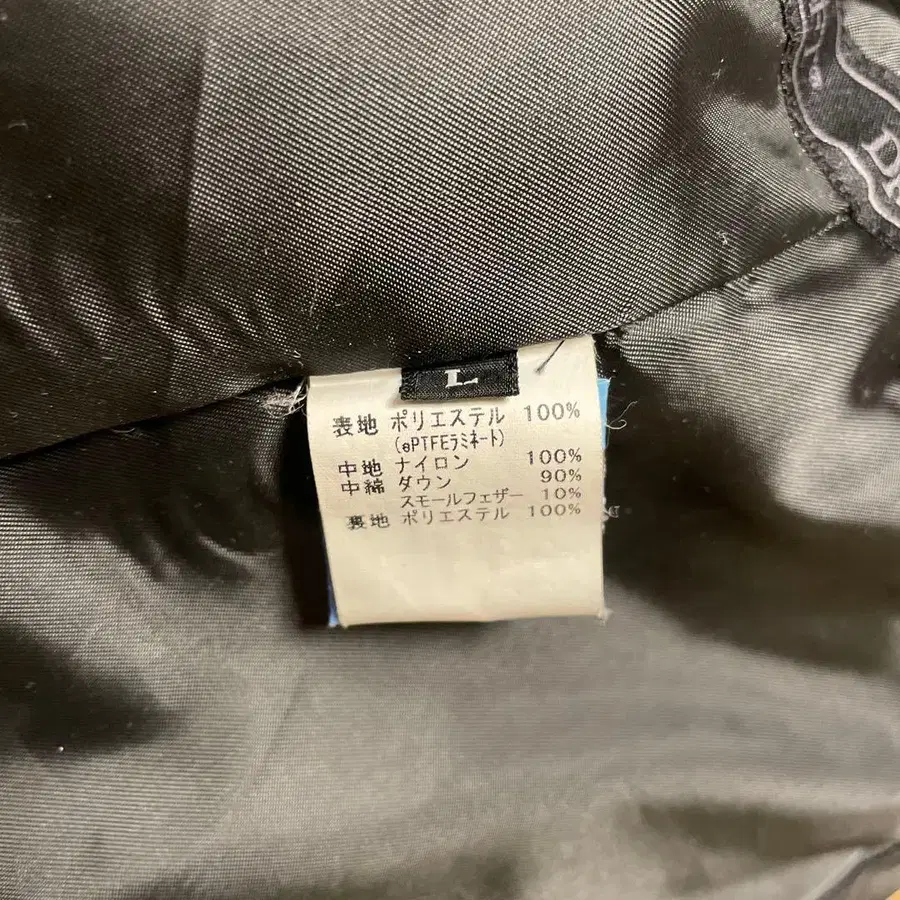 L
表地 ポリエステル 100%
(ePTFEラミネート)
中地 ナイロン 100%
中綿 ダウン 90%
スモールフェザー 10%
裏地 ポリエステル 100%